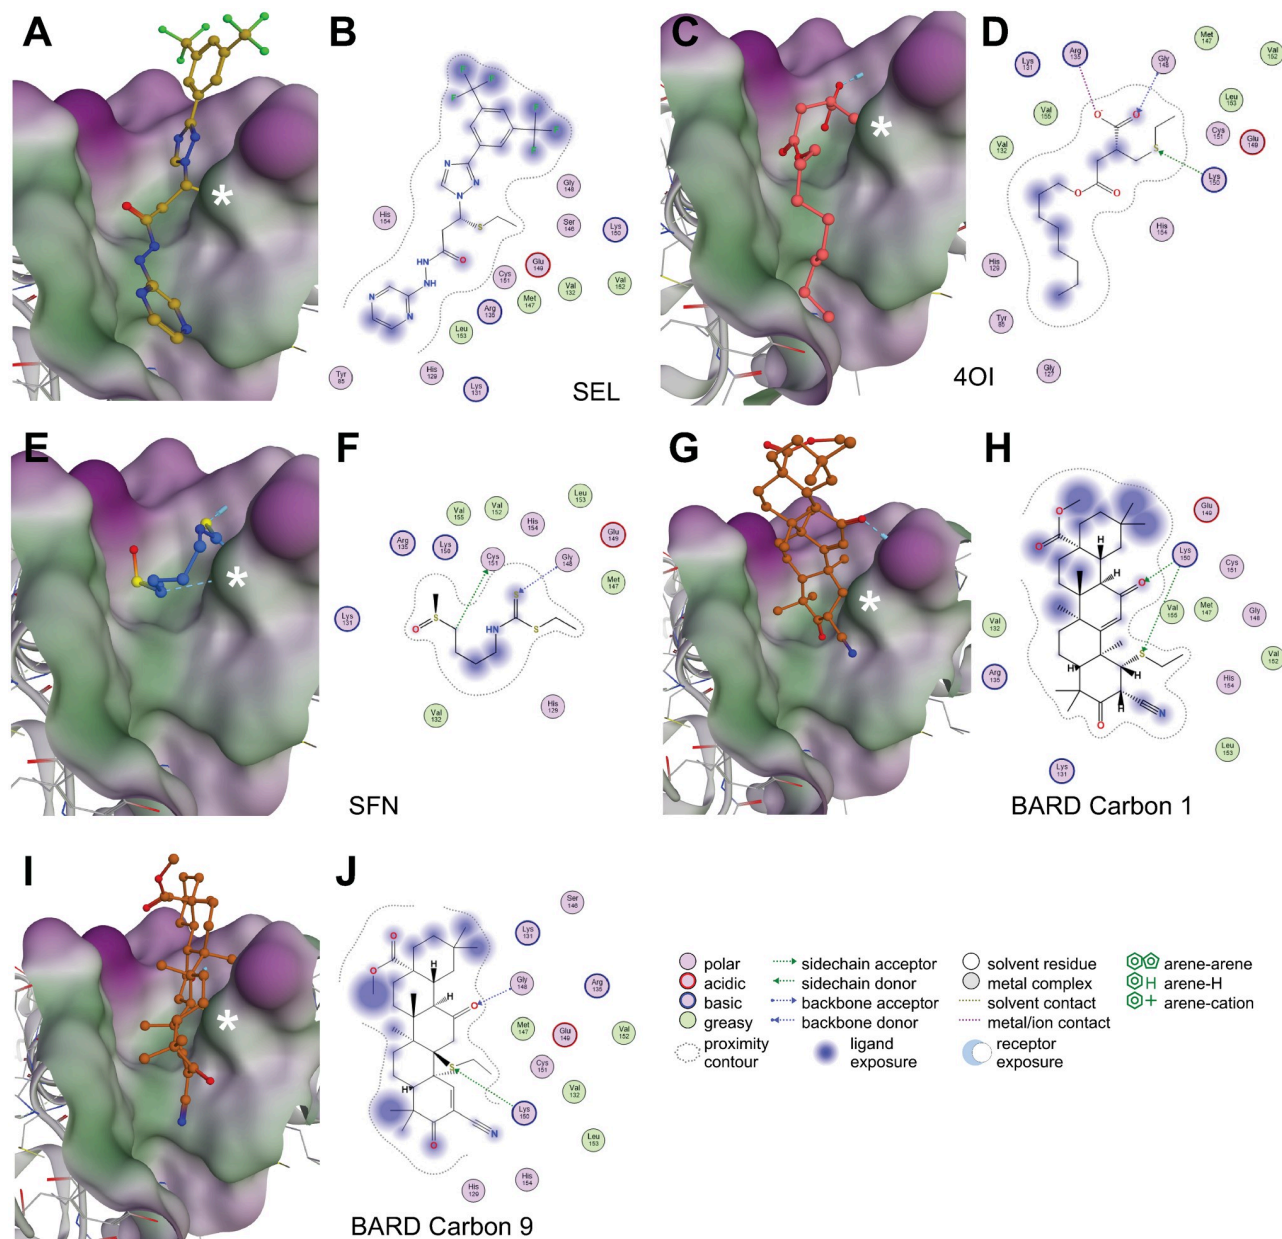 A
B
C
D
Gly
148
Ser
146
Lys
150
His
154
Glu
149
Cys
151
Val
132
Val
152
Met
147
Arg
135
Leu
153
His
129
Tyr
85
Lys
131
N
N
N
N
S
NH
O
NH
N
N
SEL
Met
147
Val
152
Arg
135
Lys
131
Gly
148
Val
155
Leu
153
Cys
151
Glu
149
Val
132
Lys
150
His
154
His
129
Tyr
85
Gly
127
O
O
S
O
O
4OI
E
F
G
H
Leu
153
Val
155
Val
152
His
154
Glu
149
Arg
135
Lys
150
Cys
151
Gly
148
Met
147
Lys
131
Val
132
His
129
S
O
S
HN
S
SFN
Glu
149
Lys
150
Cys
151
Val
155
Met
147
Gly
148
Val
132
Val
152
Arg
135
His
154
Leu
153
Lys
131
O
O
H
H
O
S
H
H
H
O
N
BARD Carbon 1
I
J
Ser
146
Lys
131
Gly
148
Arg
135
Met
147
Glu
149
Val
152
Cys
151
Val
132
Lys
150
Leu
153
His
154
His
129
O
O
H
H
O
S
H
O
N
BARD Carbon 9
polar
acidic
basic
greasy
proximity
contour
sidechain acceptor
sidechain donor
backbone acceptor
backbone donor
ligand
exposure
solvent residue
metal complex
solvent contact
metal/ion contact
receptor
exposure
arene-arene
H arene-H
+ arene-cation